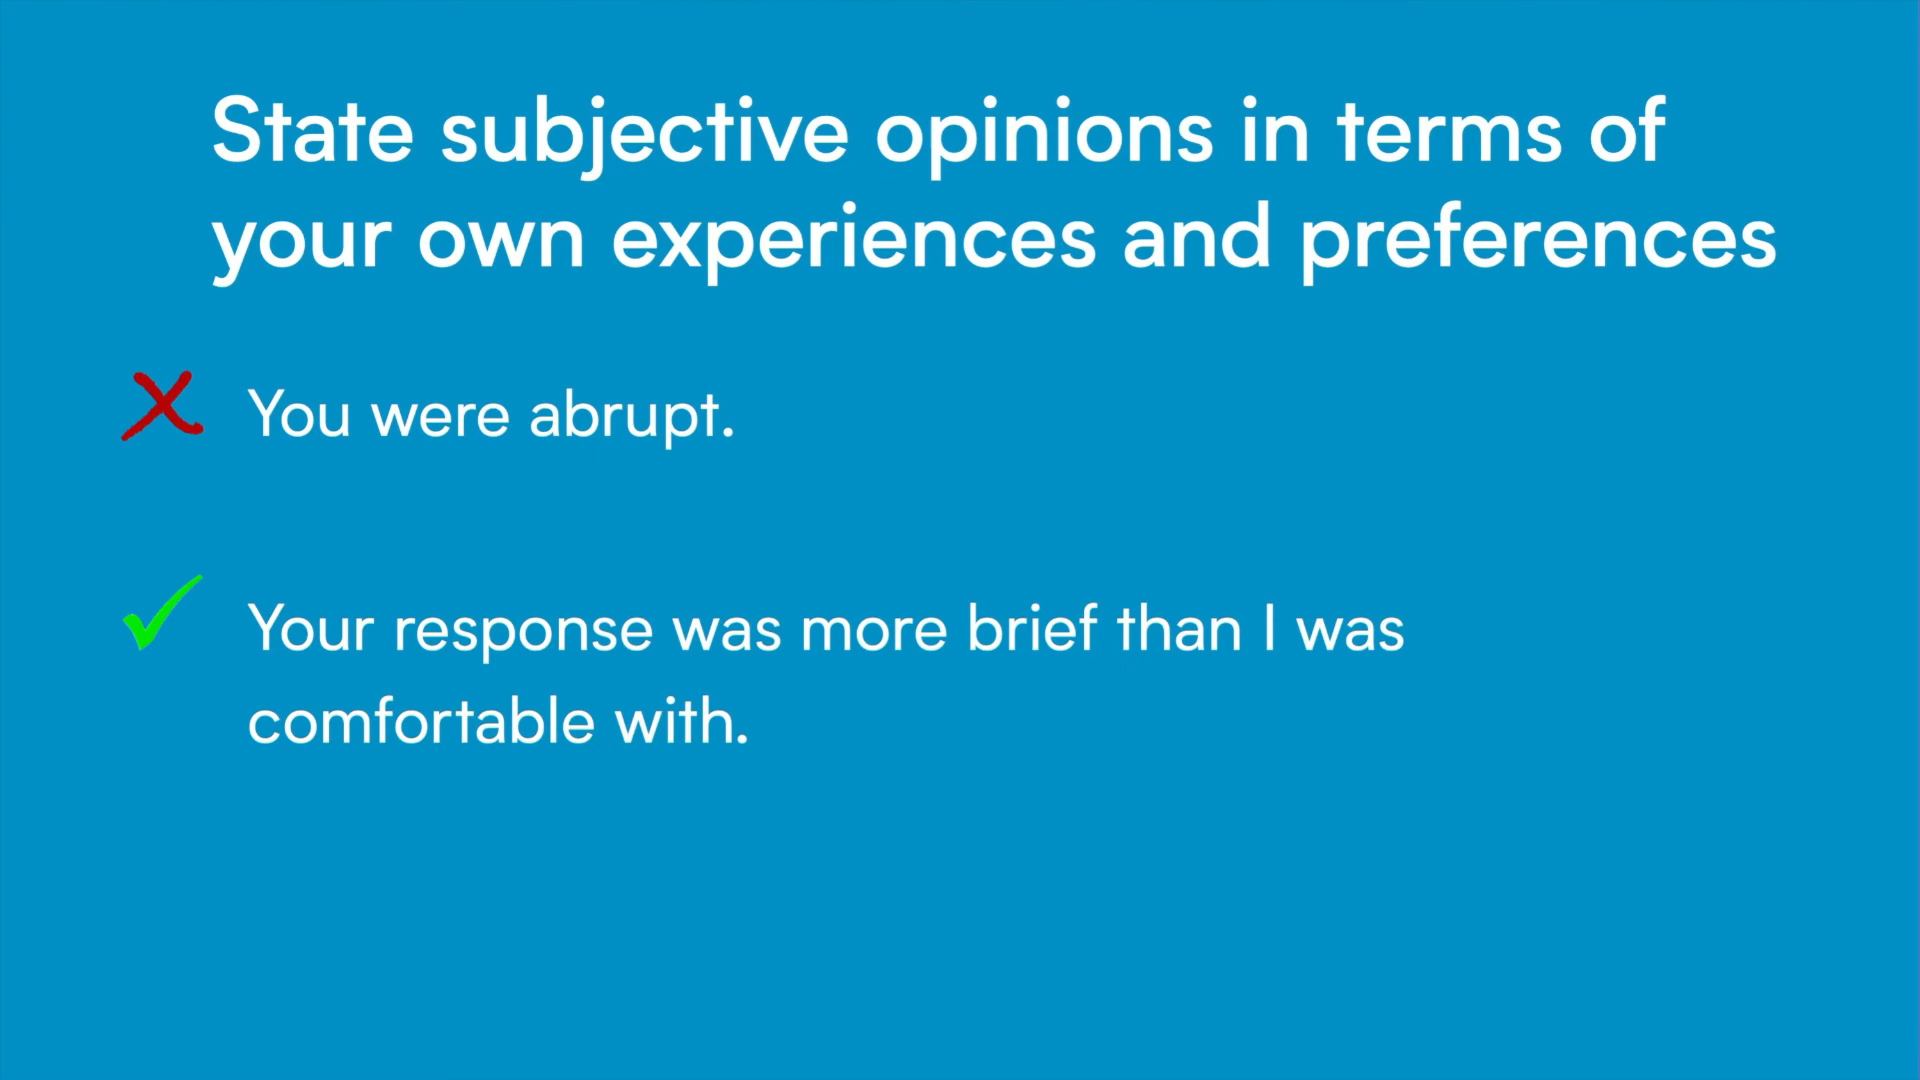 State subjective opinions in terms of
your own experiences and preferences
You were abrupt.
Your response was more brief than I was
comfortable with.